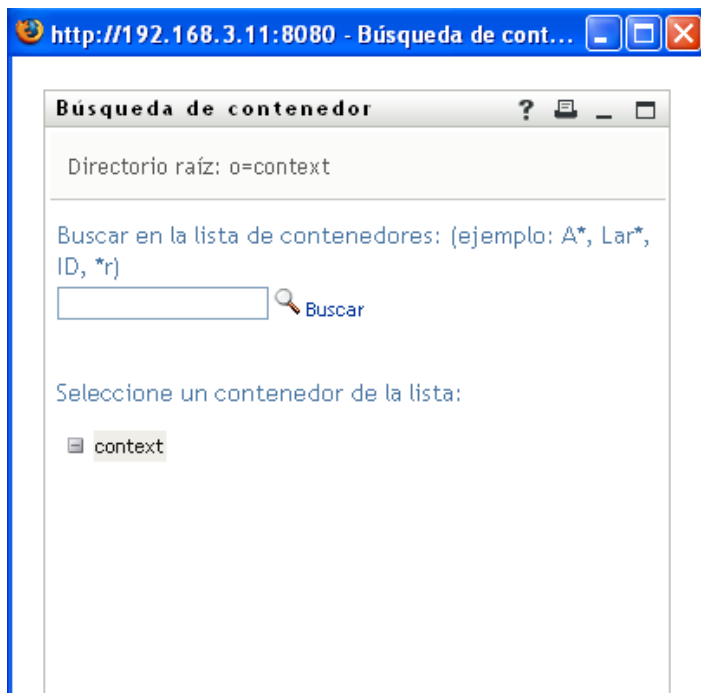 http://192.168.3.11:8080 - Búsqueda de cont...
Búsqueda de contenedor
Directorio raíz: o=context
Buscar en la lista de contenedores: (ejemplo: A*, Lar*,
ID, *r)
Buscar
Seleccione un contenedor de la lista:
context